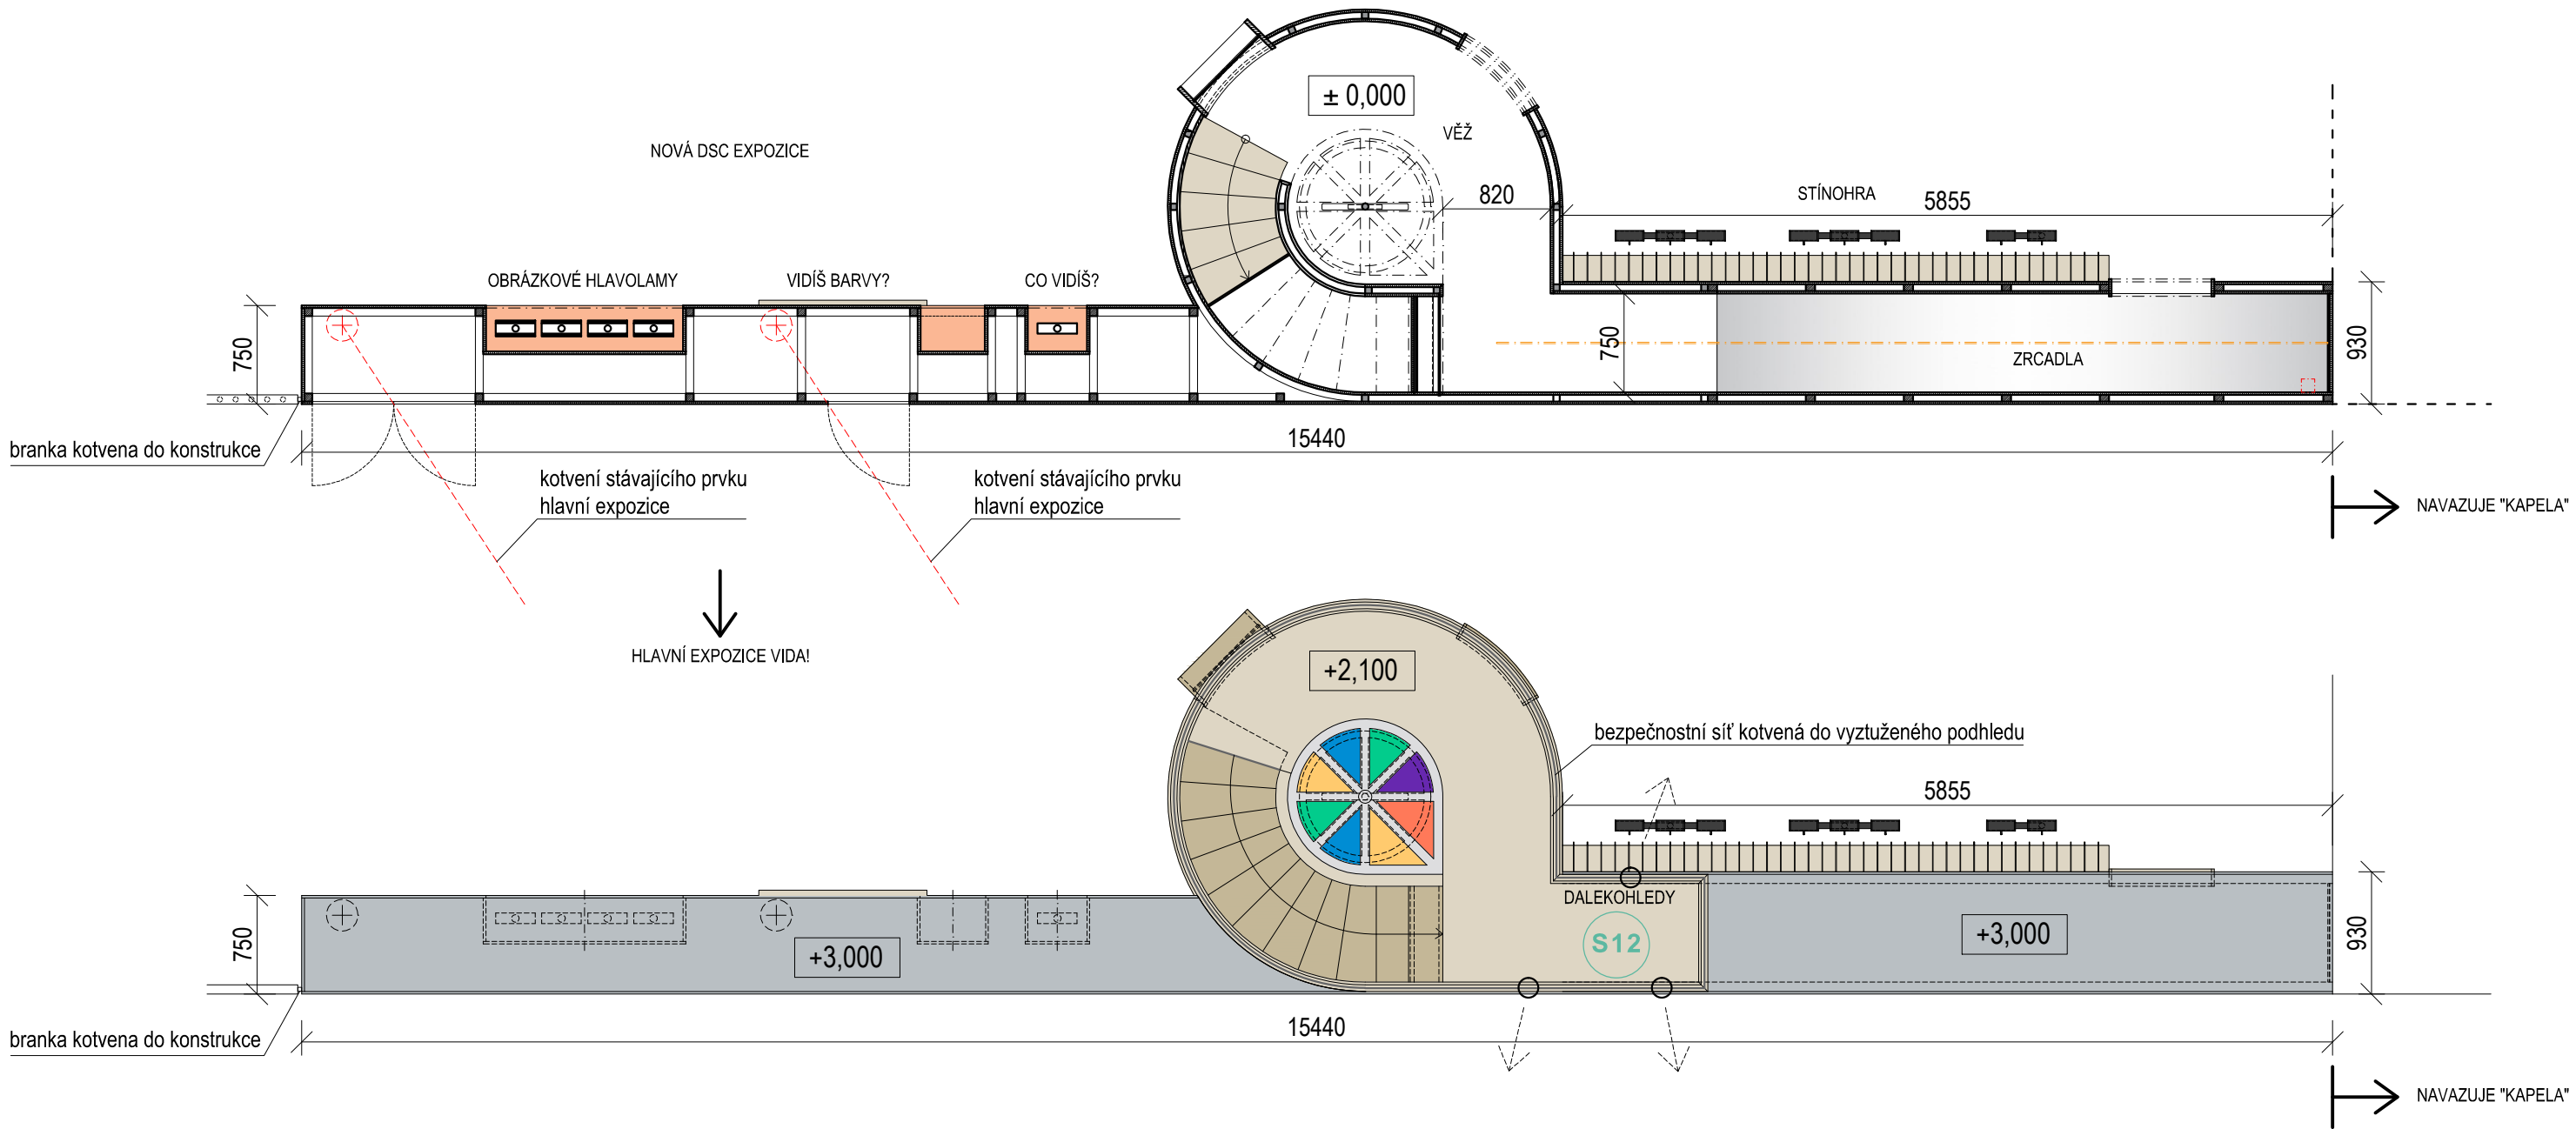 ± 0,000
VĚŽ
NOVÁ DSC EXPOZICE
820
STÍNOHRA
5855
OBRÁZKOVÉ HLAVOLAMY
VIDÍŠ BARVY?
CO VIDÍŠ?
750
750
ZRCADLA
930
branka kotvena do konstrukce
15440
kotvení stávajícího prvku
hlavní expozice
kotvení stávajícího prvku
hlavní expozice
NAVAZUJE "KAPELA"
HLAVNÍ EXPOZICE VIDA!
+2,100
bezpečnostní síť kotvená do vyztuženého podhledu
5855
DALEKOHLEDY
S12
750
+3,000
+3,000
930
branka kotvena do konstrukce
15440
NAVAZUJE "KAPELA"